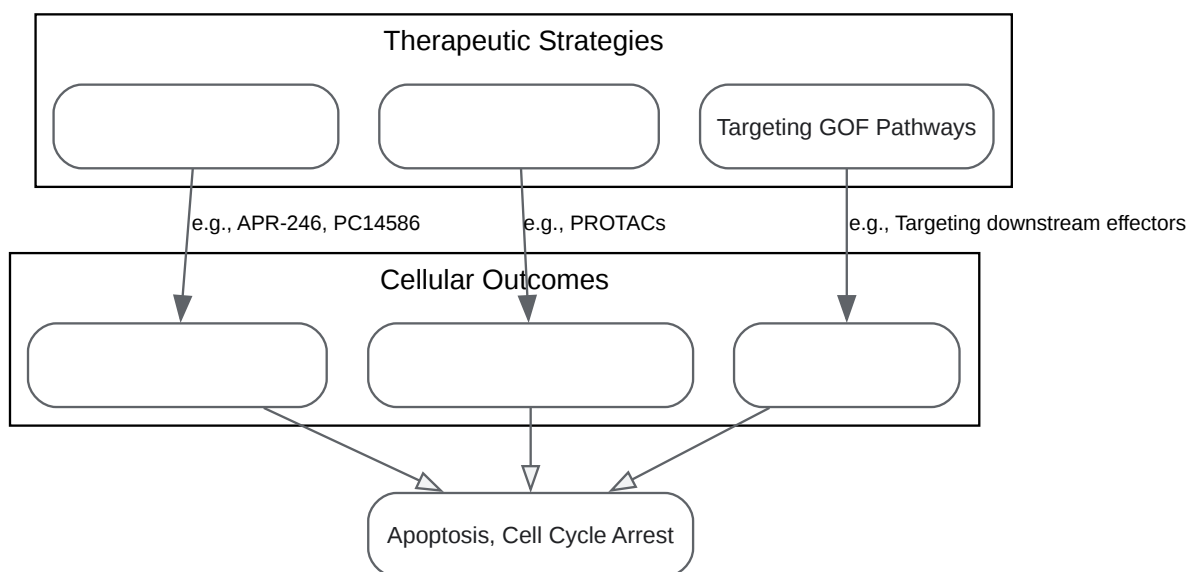 Therapeutic Strategies
Targeting GOF Pathways
e.g., APR-246, PC14586
e.g., PROTACs
e.g., Targeting downstream effectors
Cellular Outcomes
Apoptosis, Cell Cycle Arrest